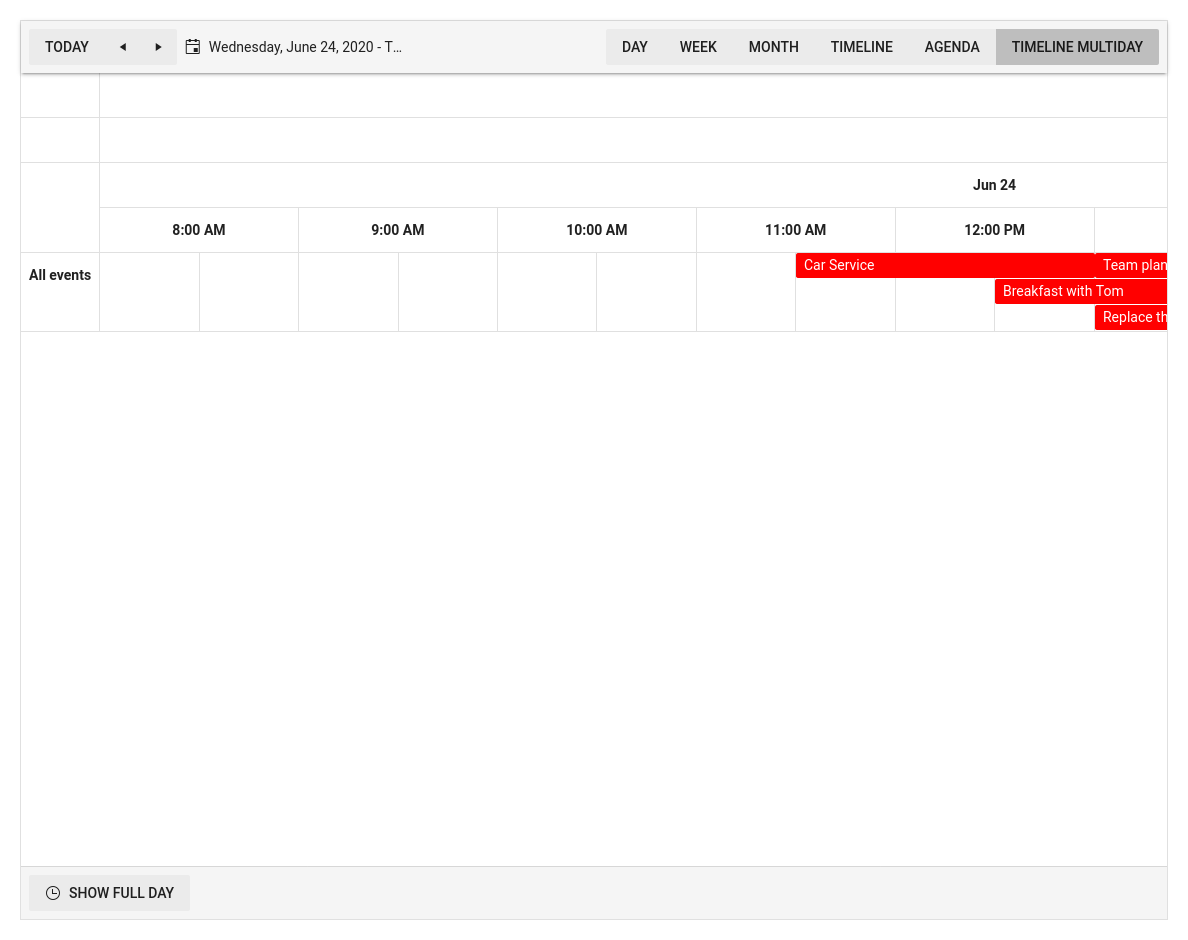 TODAY Wednesday, June 24, 2020 - T... DAY WEEK MONTH TIMELINE AGENDA TIMELINE MULTIDAY
Jun 24
8:00 AM 9:00 AM 10:00 AM 11:00 AM 12:00 PM
All events Car Service Team plan
Breakfast with Tom
Replace th
SHOW FULL DAY